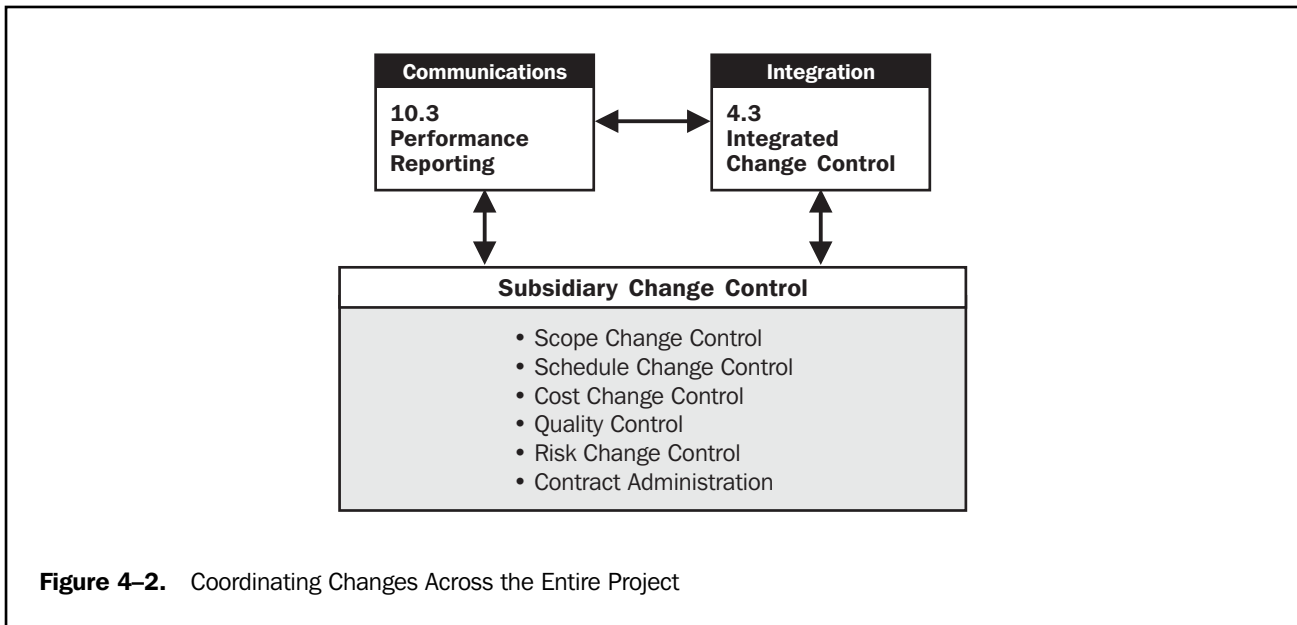 Communications
10.3
Performance
Reporting
Integration
4.3
Integrated
Change Control
Subsidiary Change Control
• Scope Change Control
• Schedule Change Control
• Cost Change Control
• Quality Control
• Risk Change Control
• Contract Administration
Figure 4–2. Coordinating Changes Across the Entire Project